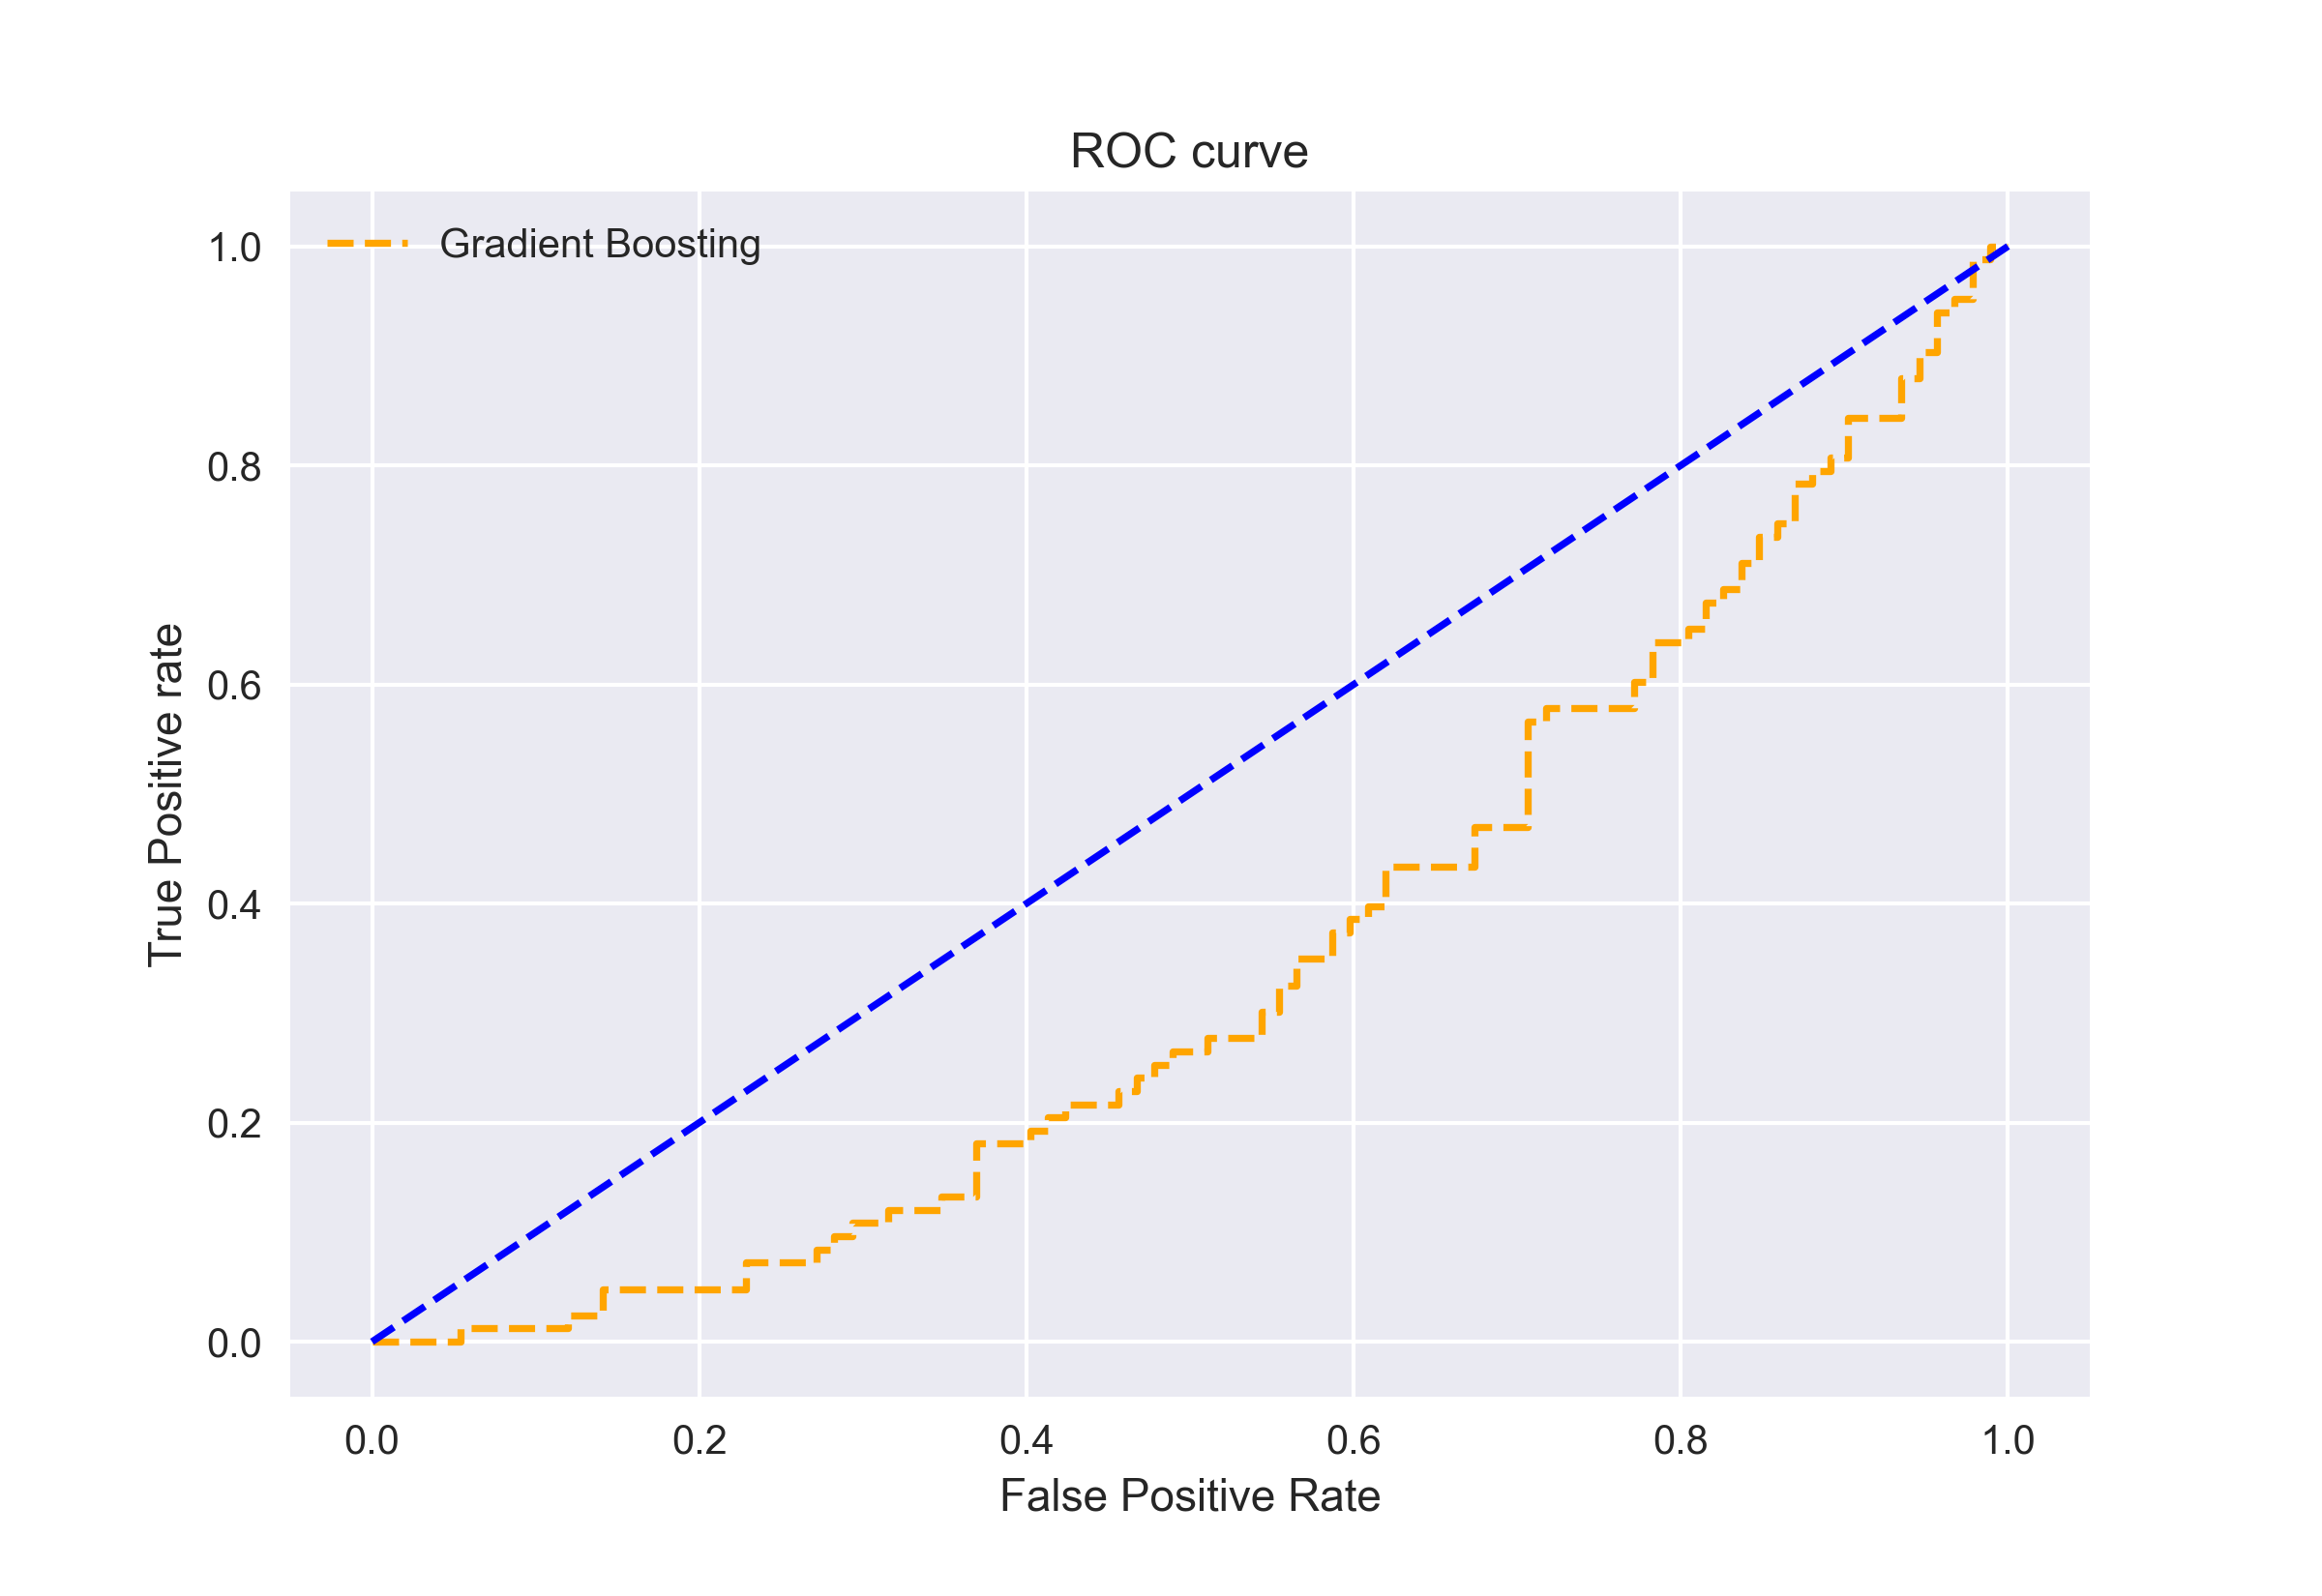 ROC curve
Gradient Boosting
1.0
0.8
0.6
0.4
0.2
0.0
True Positive rate
0.0 0.2 0.4 0.6 0.8 1.0
False Positive Rate